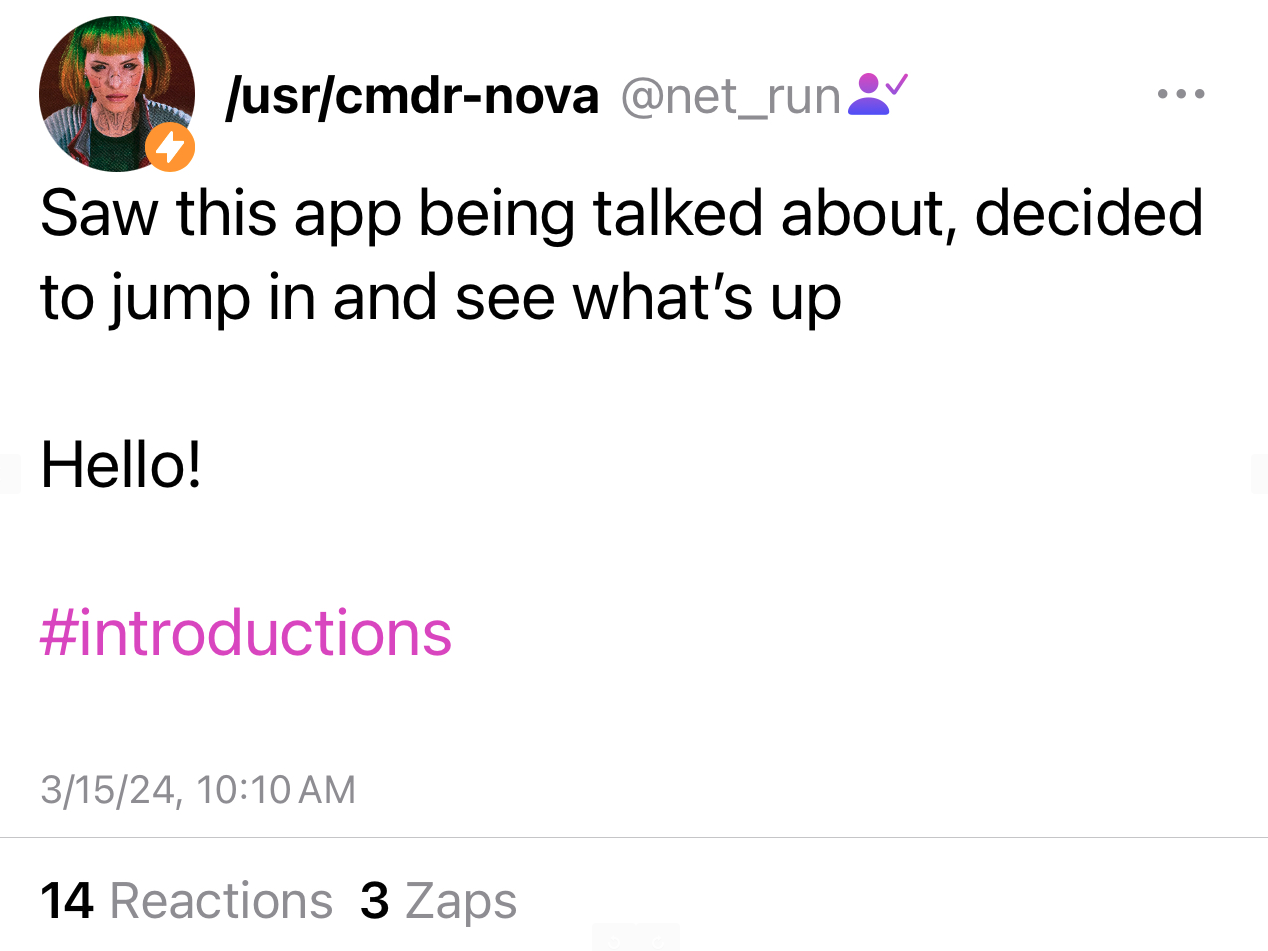 /usr/cmdr-nova @net_run
Saw this app being talked about, decided
to jump in and see what’s up
Hello!
#introductions
3/15/24, 10:10 AM
14 Reactions 3 Zaps